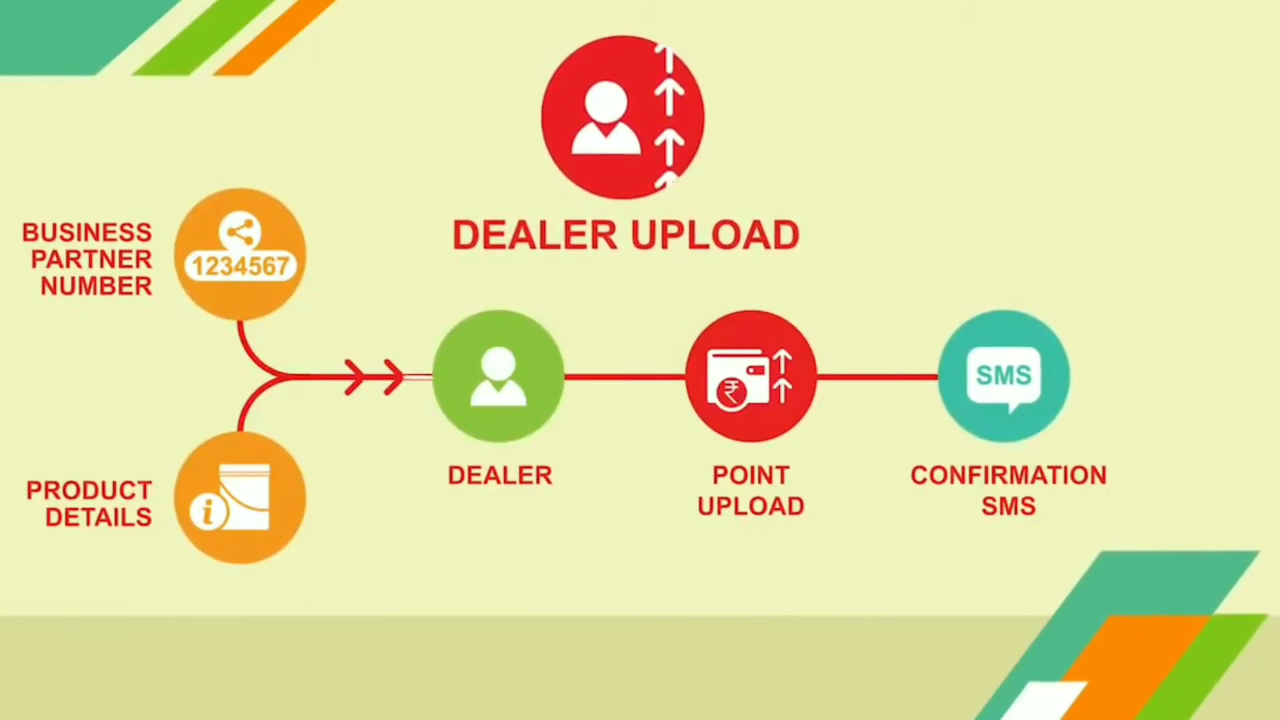 DEALER UPLOAD
BUSINESS
PARTNER
NUMBER
1234567
PRODUCT
DETAILS
i
DEALER
₹
POINT
UPLOAD
SMS
CONFIRMATION
SMS